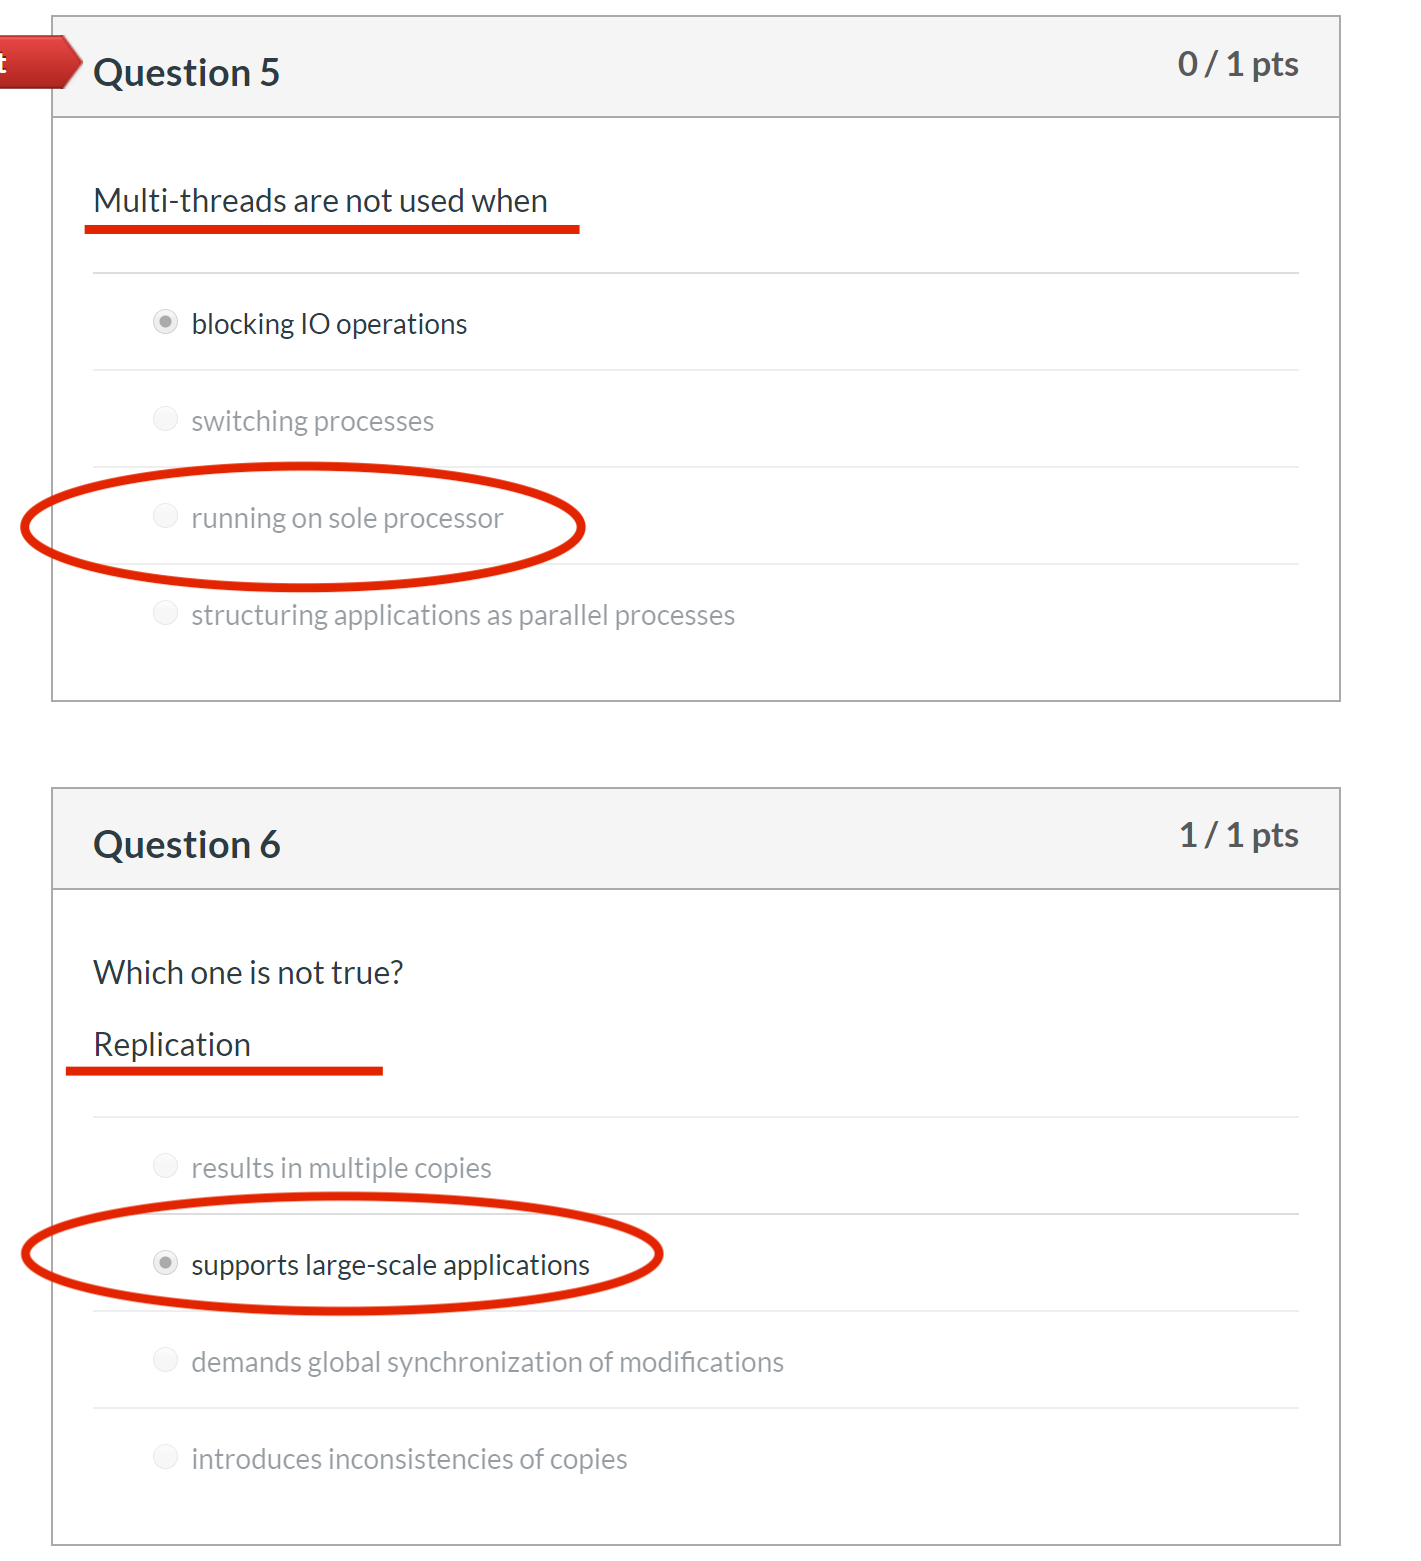 t
Question 5
0 / 1 pts
Multi-threads are not used when
blocking IO operations
switching processes
running on sole processor
structuring applications as parallel processes
Question 6
1 / 1 pts
Which one is not true?
Replication
results in multiple copies
supports large-scale applications
demands global synchronization of modifications
introduces inconsistencies of copies